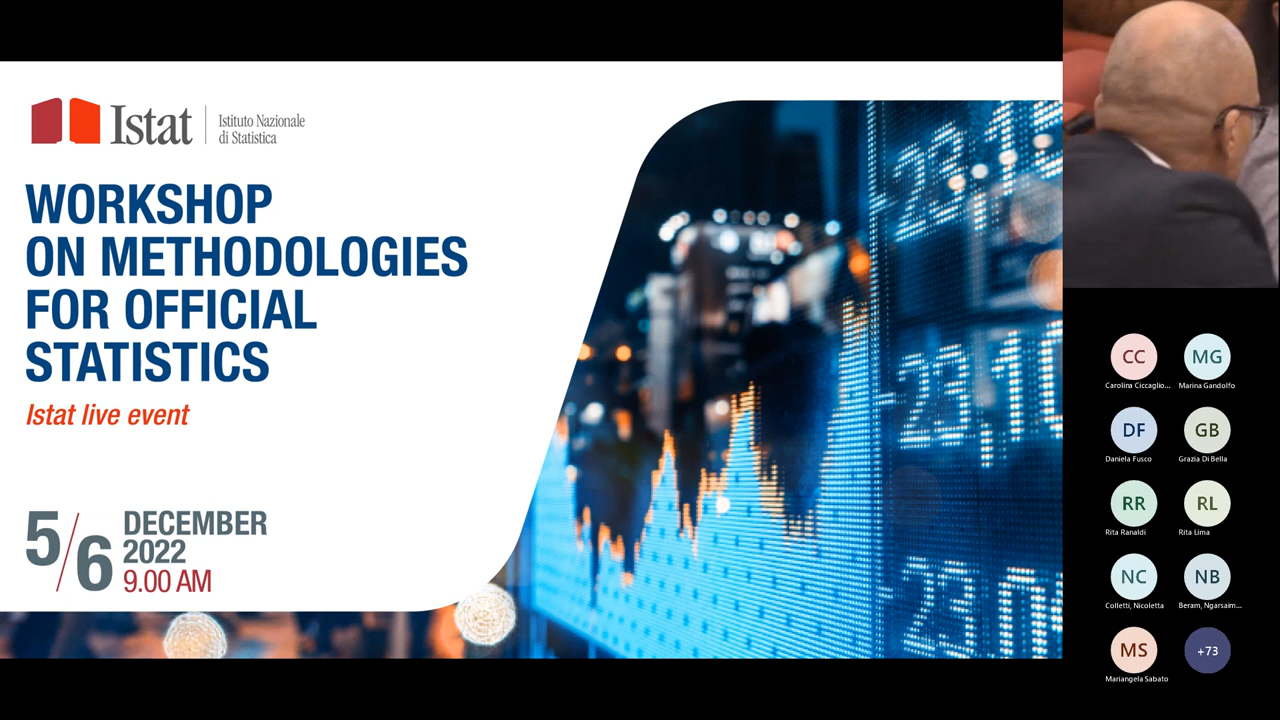 Istat
Istituto Nazionale
di Statistica
WORKSHOP
ON METHODOLOGIES
FOR OFFICIAL
STATISTICS
Istat live event
5/6
DECEMBER
2022
9.00 AM
CC
MG
Carolina Ciccaglio...
Marina Gandolfo
DF
GB
Daniela Fusco
Grazia Di Bella
RR
RL
Rita Ranaldi
Rita Lima
NC
NB
Colletti, Nicoletta
Beram, Ngarsaim...
MS
+73
Mariangela Sabato